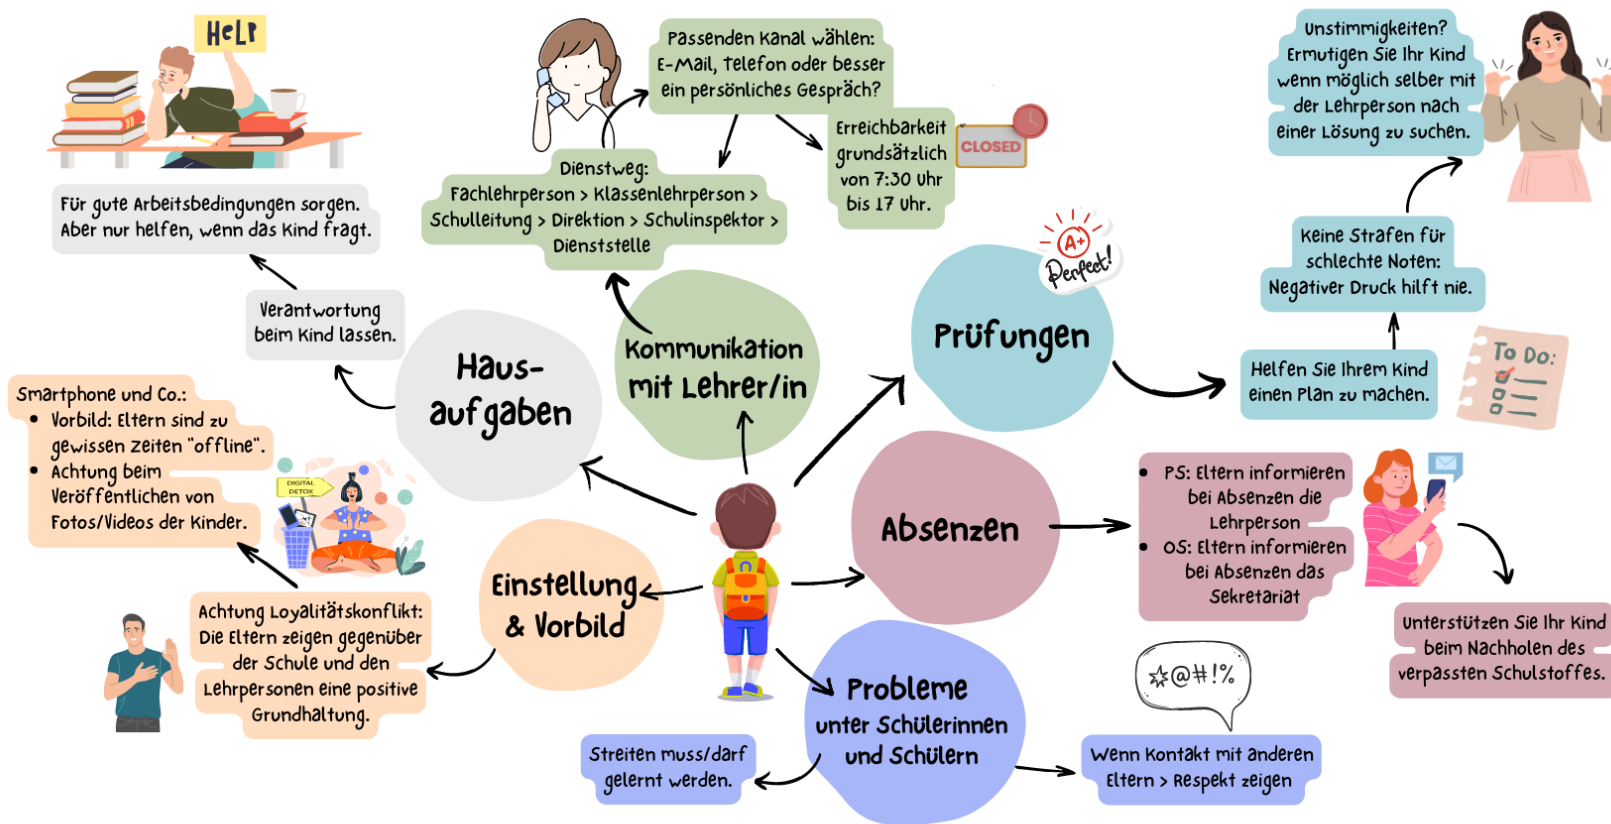 HELP
Für gute Arbeitsbedingungen sorgen.
Aber nur helfen, wenn das Kind fragt.
Verantwortung
beim Kind lassen.
Haus-
aufgaben
Passenden Kanal wählen:
E-Mail, Telefon oder besser
ein persönliches Gespräch?
Erreichbarkeit
grundsätzlich
von 7:30 Uhr
bis 17 Uhr.
CLOSED
Dienstweg:
Fachlehrperson > Klassenlehrperson >
Schulleitung > Direktion > Schulinspektor >
Dienststelle
Kommunikation
mit Lehrer/in
A+
Perfect!
Prüfungen
Unstimmigkeiten?
Ermutigen Sie Ihr Kind
wenn möglich selber mit
der Lehrperson nach
einer Lösung zu suchen.
Keine Strafen für
schlechte Noten:
Negativer Druck hilft nie.
Helfen Sie Ihrem Kind
einen Plan zu machen.
To Do:
Smartphone und Co.:
• Vorbild: Eltern sind zu
gewissen Zeiten "offline".
• Achtung beim
Veröffentlichen von
Fotos/Videos der Kinder.
DIGITAL
DETOX
Einstellung
& Vorbild
Achtung Loyalitätskonflikt:
Die Eltern zeigen gegenüber
der Schule und den
Lehrpersonen eine positive
Grundhaltung.
Absenzen
• PS: Eltern informieren
bei Absenzen die
Lehrperson
• OS: Eltern informieren
bei Absenzen das
Sekretariat
Unterstützen Sie Ihr Kind
beim Nachholen des
verpassten Schulstoffes.
Probleme
unter Schülerinnen
und Schülern
Streiten muss/darf
gelernt werden.
☆@#!%
Wenn Kontakt mit anderen
Eltern > Respekt zeigen